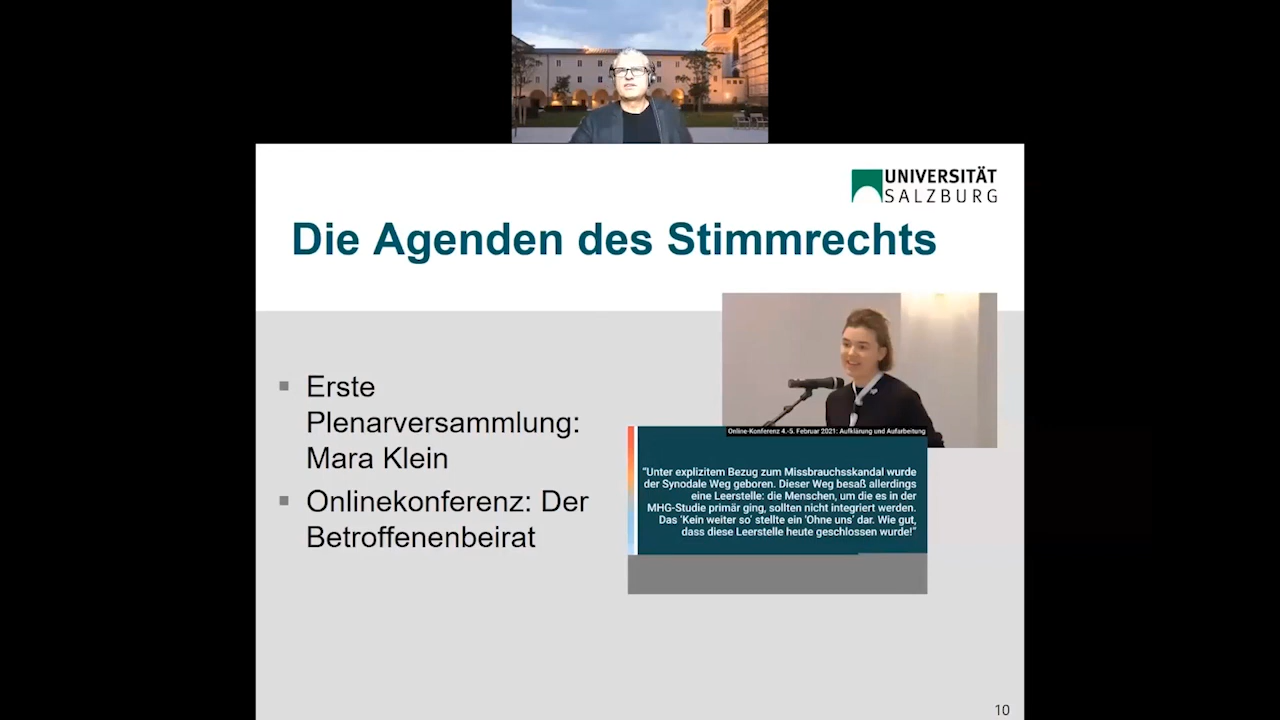 UNIVERSITÄT
SALZBURG
Die Agenden des Stimmrechts
Erste
Plenarversammlung:
Mara Klein
Onlinekonferenz: Der
Betroffenenbeirat
Online-Konferenz 4.-5. Februar 2021: Aufklärung und Aufarbeitung
"Unter explizitem Bezug zum Missbrauchsskandal wurde
der Synodale Weg geboren. Dieser Weg besaß allerdings
eine Leerstelle: die Menschen, um die es in der
MHG-Studie primär ging, sollten nicht integriert werden.
Das 'Kein weiter so' stellte ein 'Ohne uns' dar. Wie gut,
dass diese Leerstelle heute geschlossen wurde!"
10